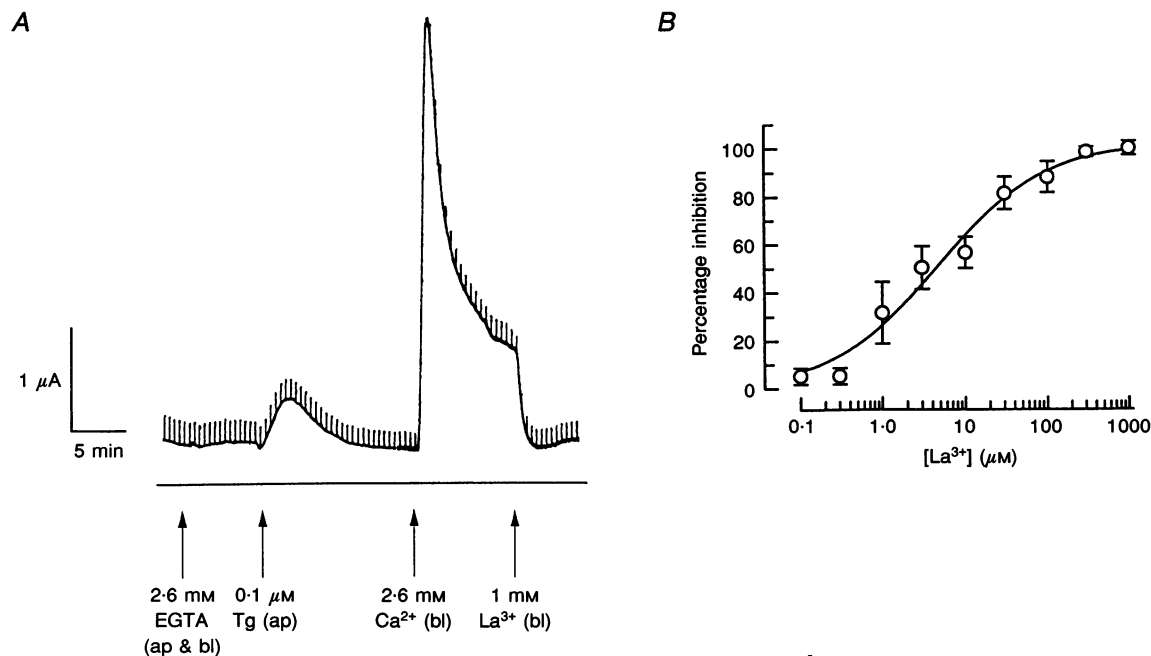 A
1 μA
5 min
2·6 mM
EGTA
(ap & bl)
0·1 μM
Tg (ap)
2·6 mM
Ca²⁺ (bl)
1 mM
La³⁺ (bl)
B
Percentage inhibition
100
80
60
40
20
0
0·1
1·0
10
100
1000
[La³⁺] (μM)